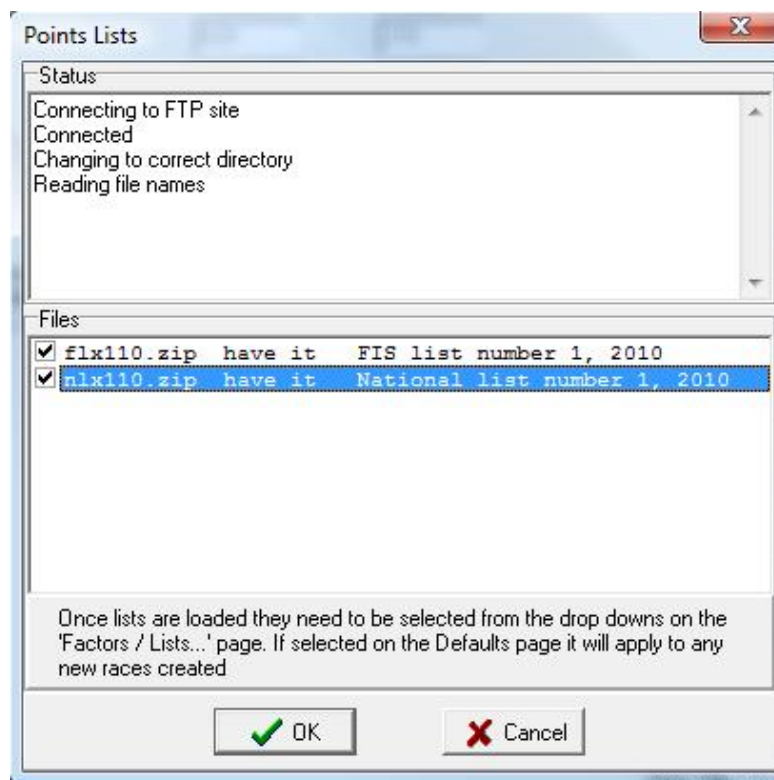 Points Lists
Status
Connecting to FTP site
Connected
Changing to correct directory
Reading file names
Files
flx110.zip have it FIS list number 1, 2010
nlx110.zip have it National list number 1, 2010
Once lists are loaded they need to be selected from the drop downs on the
'Factors / Lists...' page. If selected on the Defaults page it will apply to any
new races created
OK
Cancel